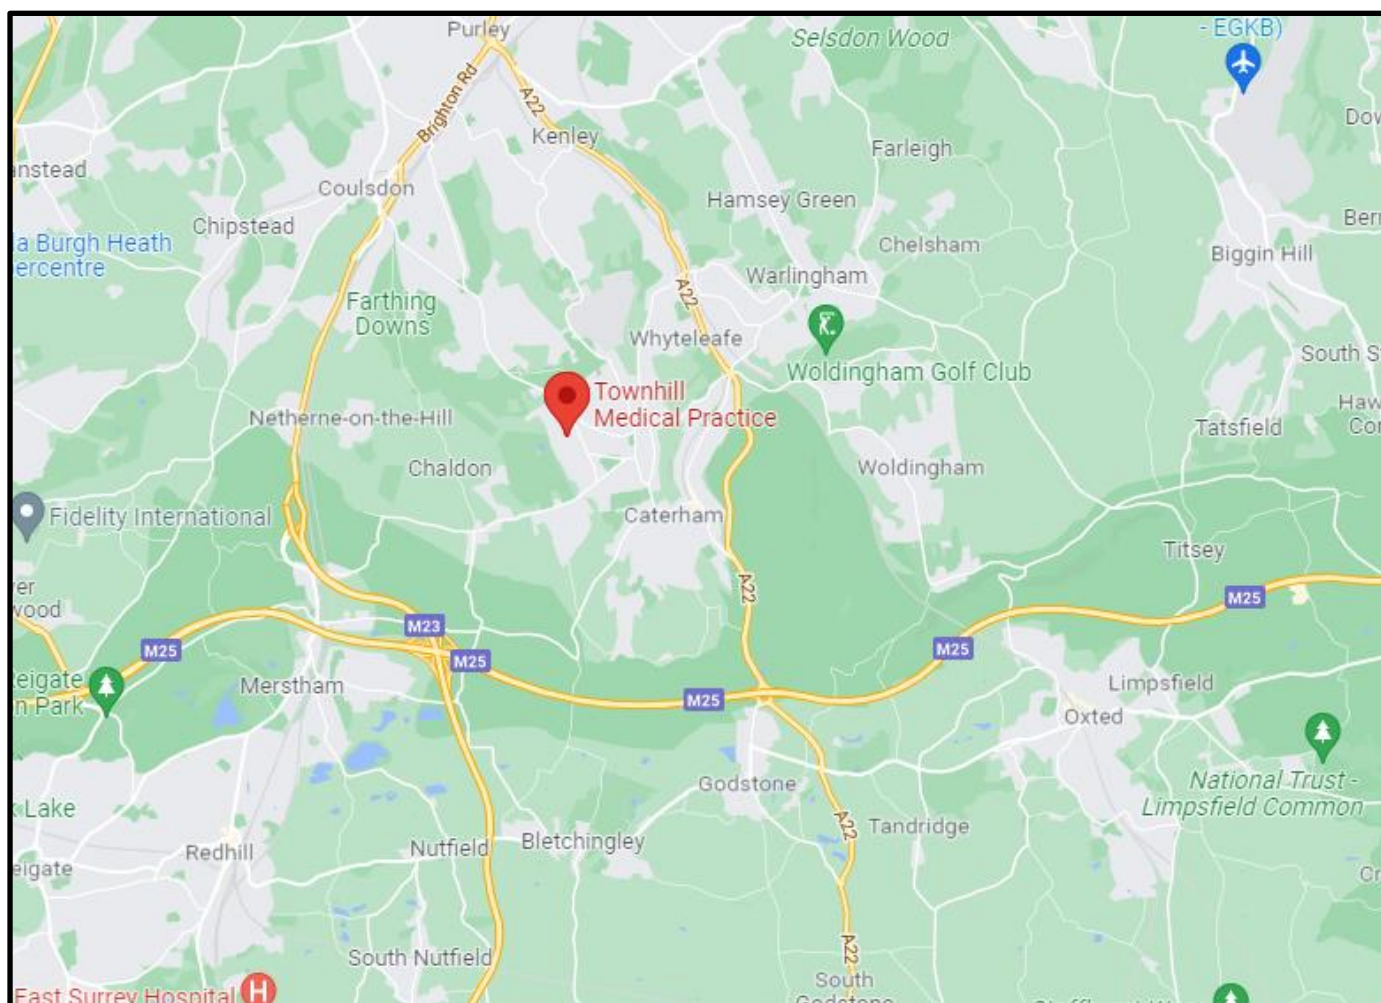 Purley
Selsdon Wood
- EGKB)
Brighton Rd
A22
Kenley
Farleigh
anstead
Coulsdon
Hamsey Green
Chipstead
Chelsham
la Burgh Heath
ercentre
Biggin Hill
Warlingham
A22
Farthing
Downs
Whyteleafe
Woldingham Golf Club
South S
Townhill
Medical Practice
Netherne-on-the-Hill
Tatsfield
Chaldon
Woldingham
Fidelity International
Caterham
Titsey
A22
wood
M25
M23
M25
M25
M25
M25
eigate
n Park
Merstham
Limpsfield
Oxted
Godstone
National Trust -
Limpsfield Common
Lake
A22
Tandridge
Redhill
Nutfield
Bletchingley
eigate
South Nutfield
A22
South
East Surrey Hospital
H